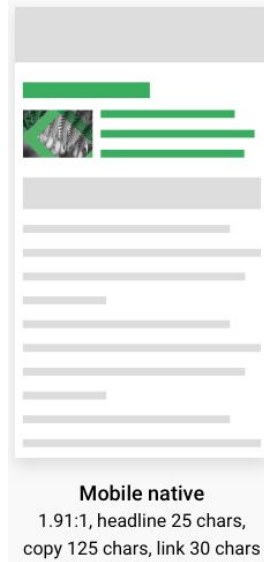 Mobile native
1.91:1, headline 25 chars,
copy 125 chars, link 30 chars